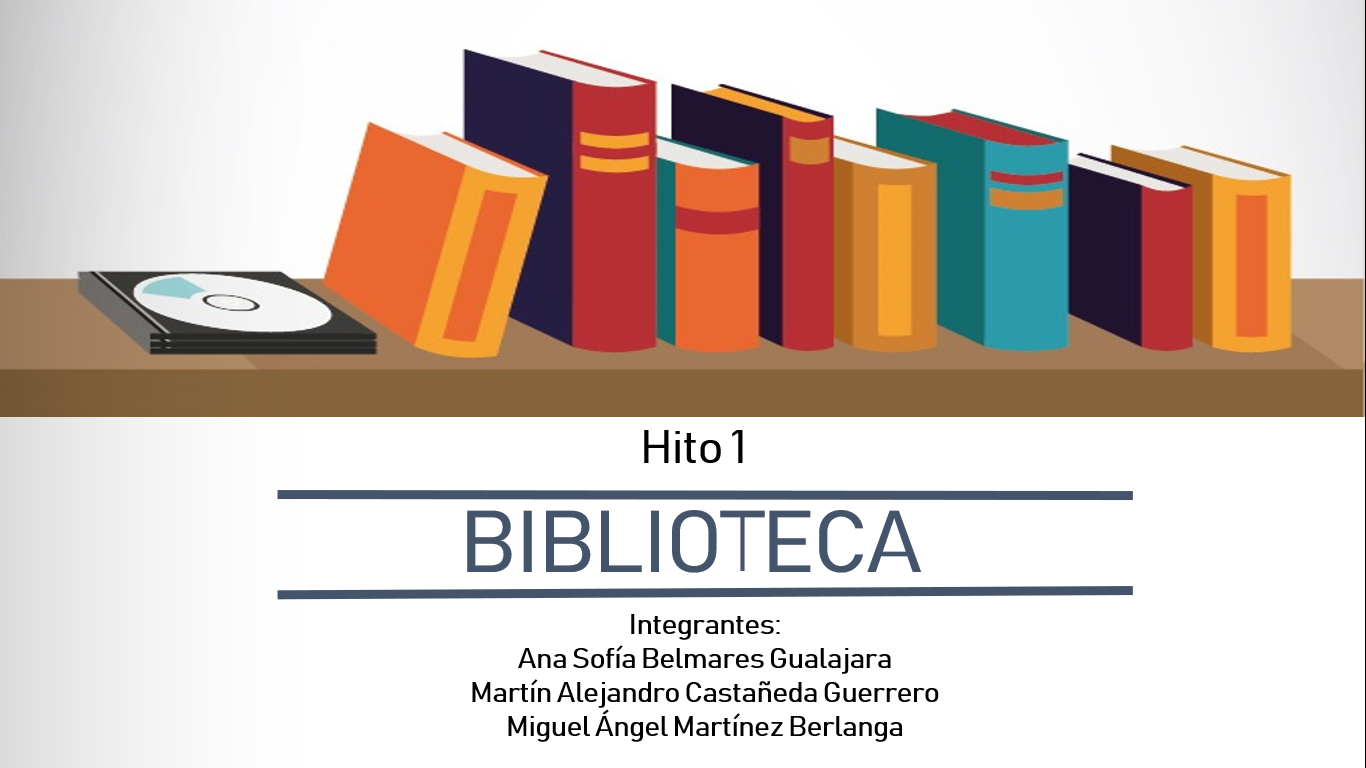 Hito 1
BIBLIOTECA
Integrantes:
Ana Sofía Belmares Gualajara
Martín Alejandro Castañeda Guerrero
Miguel Ángel Martínez Berlanga